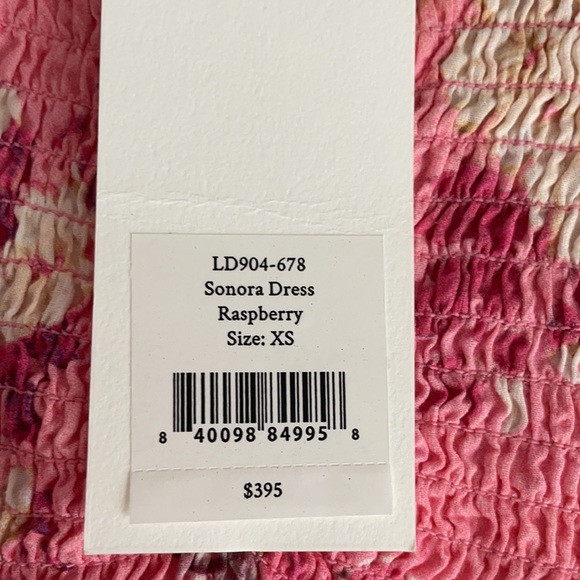 LD904-678
Sonora Dress
Raspberry
Size: XS
8 40098 84995 8
$395